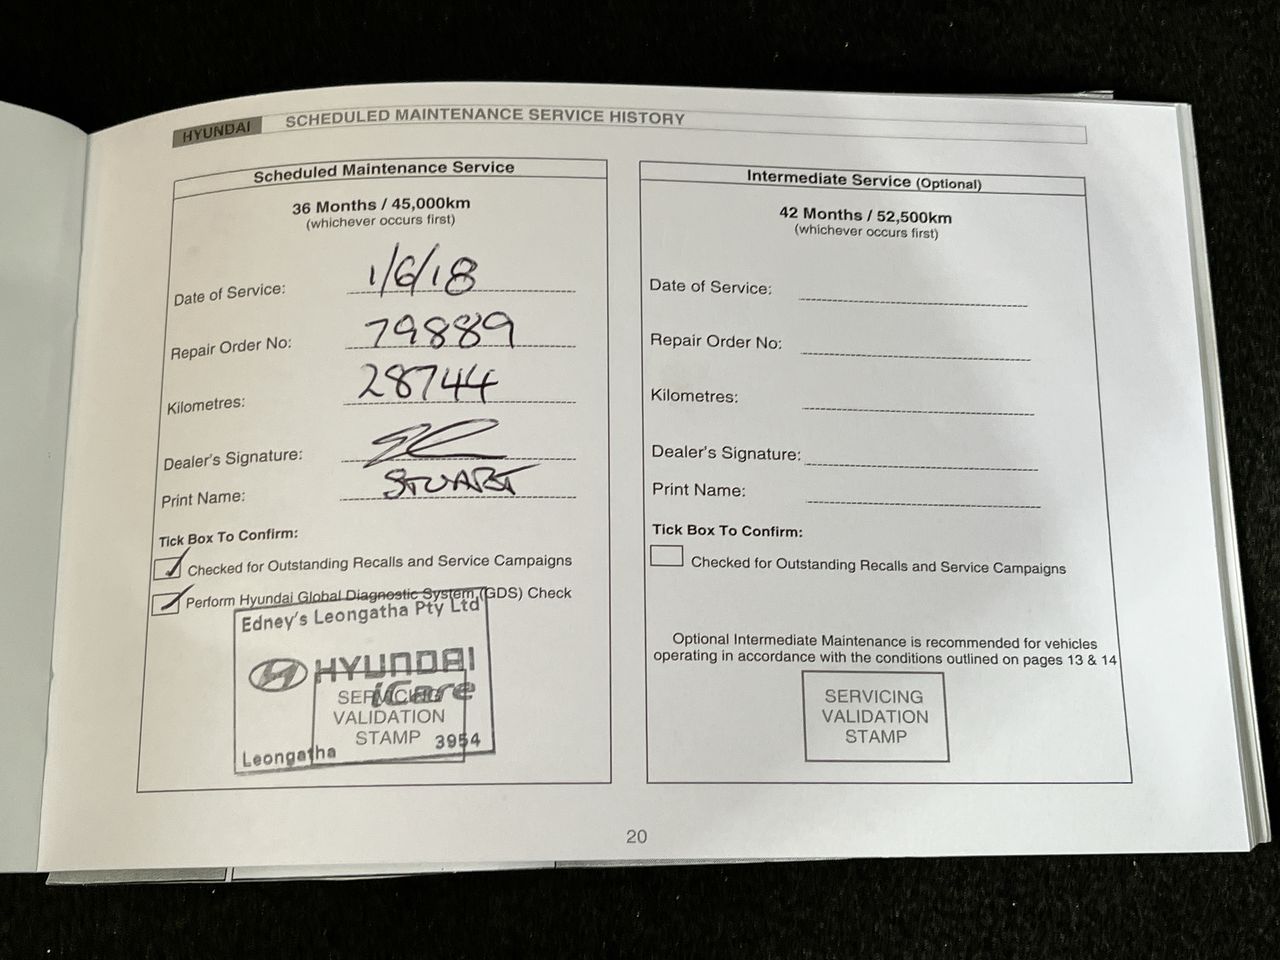 HYUNDAI SCHEDULED MAINTENANCE SERVICE HISTORY
Scheduled Maintenance Service
36 Months / 45,000km
(whichever occurs first)
Date of Service: 1/6/18
Repair Order No: 79889
Kilometres: 28744
Dealer's Signature:
Print Name: STUART
Tick Box To Confirm:
Checked for Outstanding Recalls and Service Campaigns
Perform Hyundai Global Diagnostic System (GDS) Check
Edney's Leongatha Pty Ltd
HYUNDAI
iCare
SERVICING
VALIDATION
STAMP
Leongatha 3954
Intermediate Service (Optional)
42 Months / 52,500km
(whichever occurs first)
Date of Service:
Repair Order No:
Kilometres:
Dealer's Signature:
Print Name:
Tick Box To Confirm:
Checked for Outstanding Recalls and Service Campaigns
Optional Intermediate Maintenance is recommended for vehicles
operating in accordance with the conditions outlined on pages 13 & 14
SERVICING
VALIDATION
STAMP
20